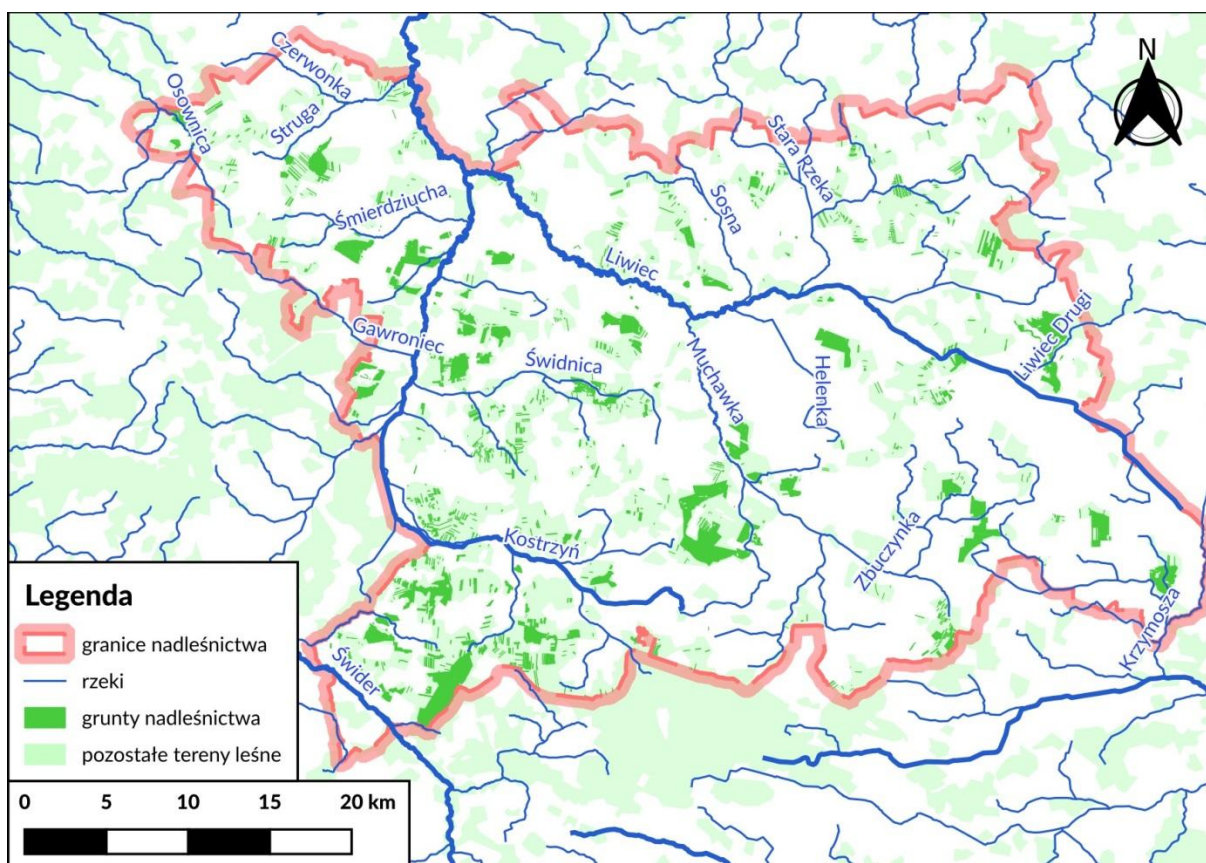 N
Czerwonka
Osownica
Struga
Stara Rzeka
Śmierdziucha
Sosna
Liwiec
Liwiec Drugi
Gawroniec
Świdnica
Muchawka
Helenka
Kostrzyń
Zbuczynka
Krzymosza
Świder
Legenda
granice nadleśnictwa
rzeki
grunty nadleśnictwa
pozostałe tereny leśne
0 5 10 15 20 km